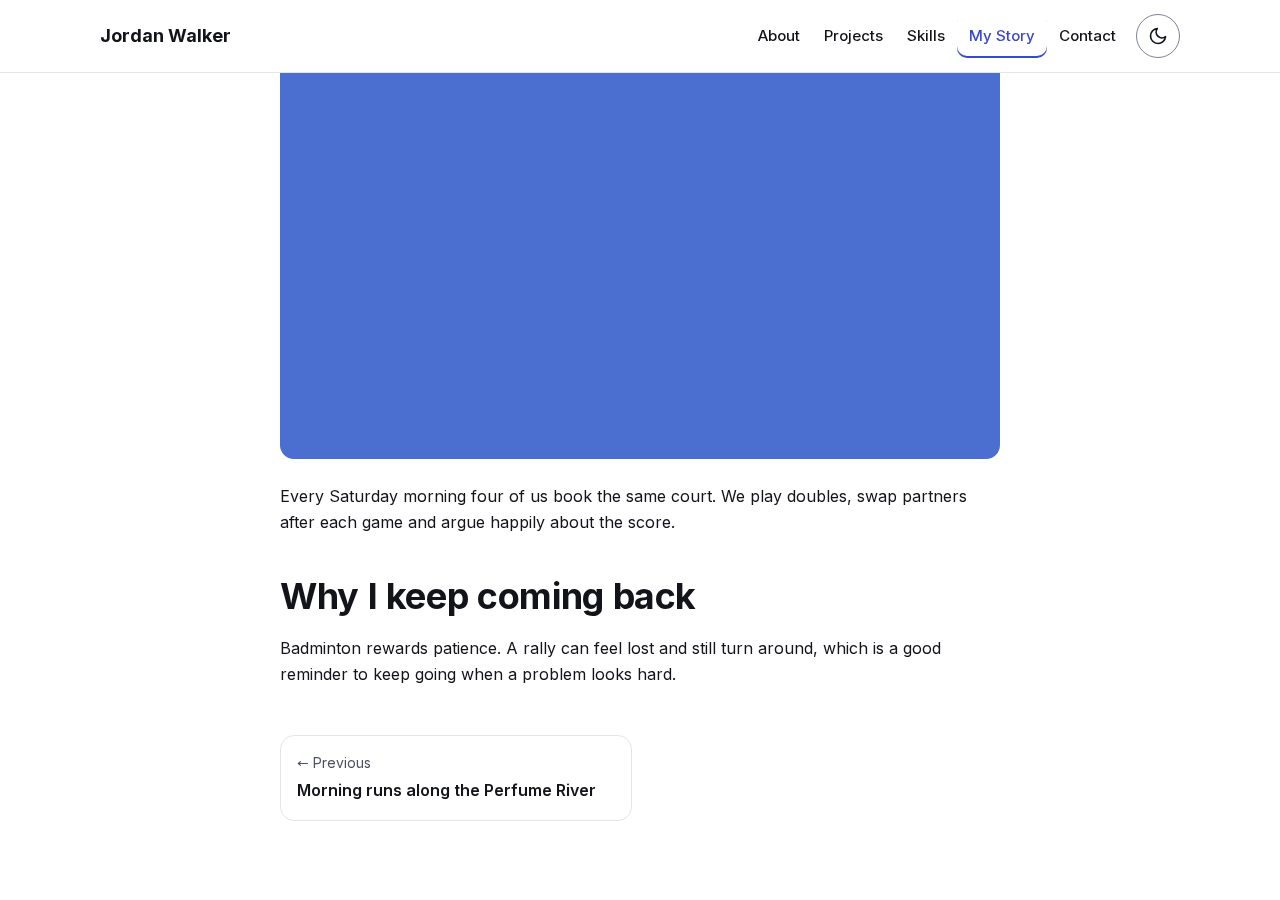 Jordan Walker
About
Projects
Skills
My Story
Contact
Every Saturday morning four of us book the same court. We play doubles, swap partners
after each game and argue happily about the score.
Why I keep coming back
Badminton rewards patience. A rally can feel lost and still turn around, which is a good
reminder to keep going when a problem looks hard.
← Previous
Morning runs along the Perfume River